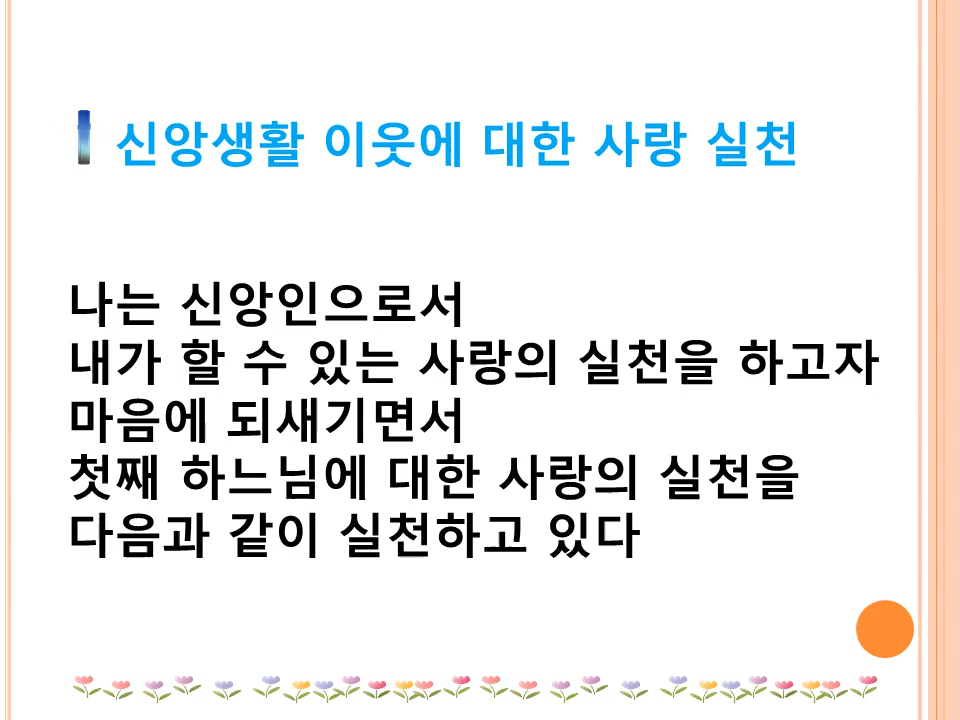 신앙생활 이웃에 대한 사랑 실천
나는 신앙인으로서
내가 할 수 있는 사랑의 실천을 하고자
마음에 되새기면서
첫째 하느님에 대한 사랑의 실천을
다음과 같이 실천하고 있다